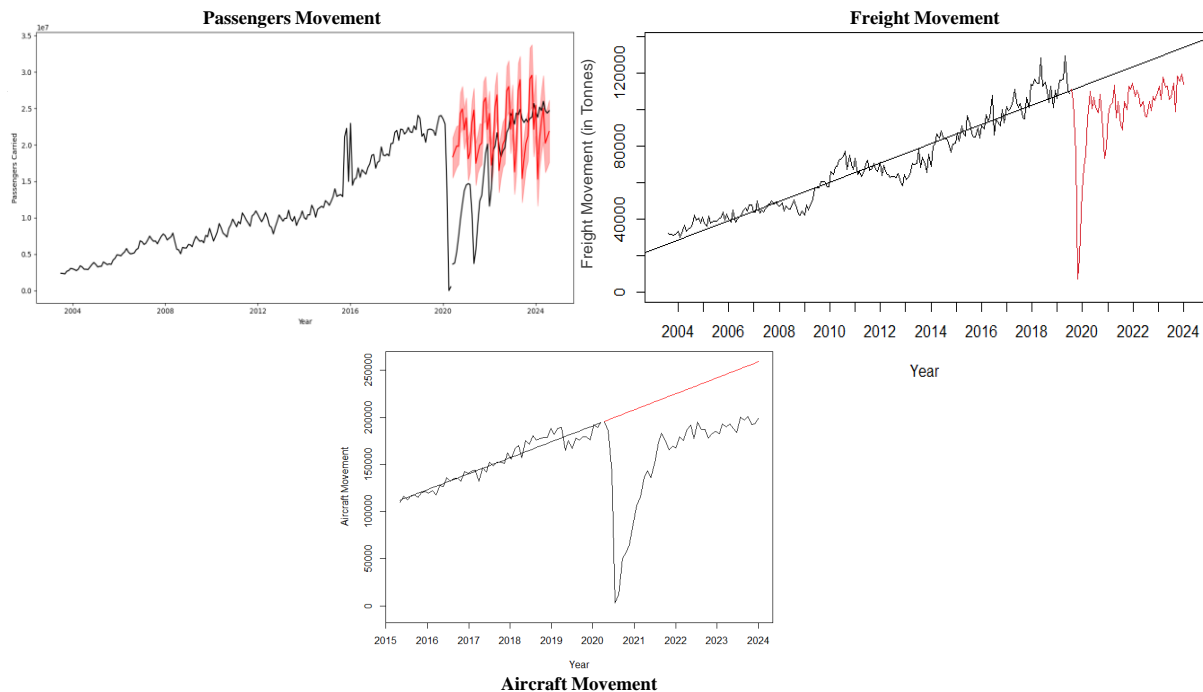 Passengers Movement
1e7
3.5
3.0
2.5
2.0
1.5
1.0
0.5
0.0
Passengers Carried
2004 2008 2012 2016 2020 2024
Year
Freight Movement
120000
80000
40000
0
Freight Movement (in Tonnes)
2004 2006 2008 2010 2012 2014 2016 2018 2020 2022 2024
Year
250000
200000
150000
100000
50000
0
Aircraft Movement
2015 2016 2017 2018 2019 2020 2021 2022 2023 2024
Year
Aircraft Movement